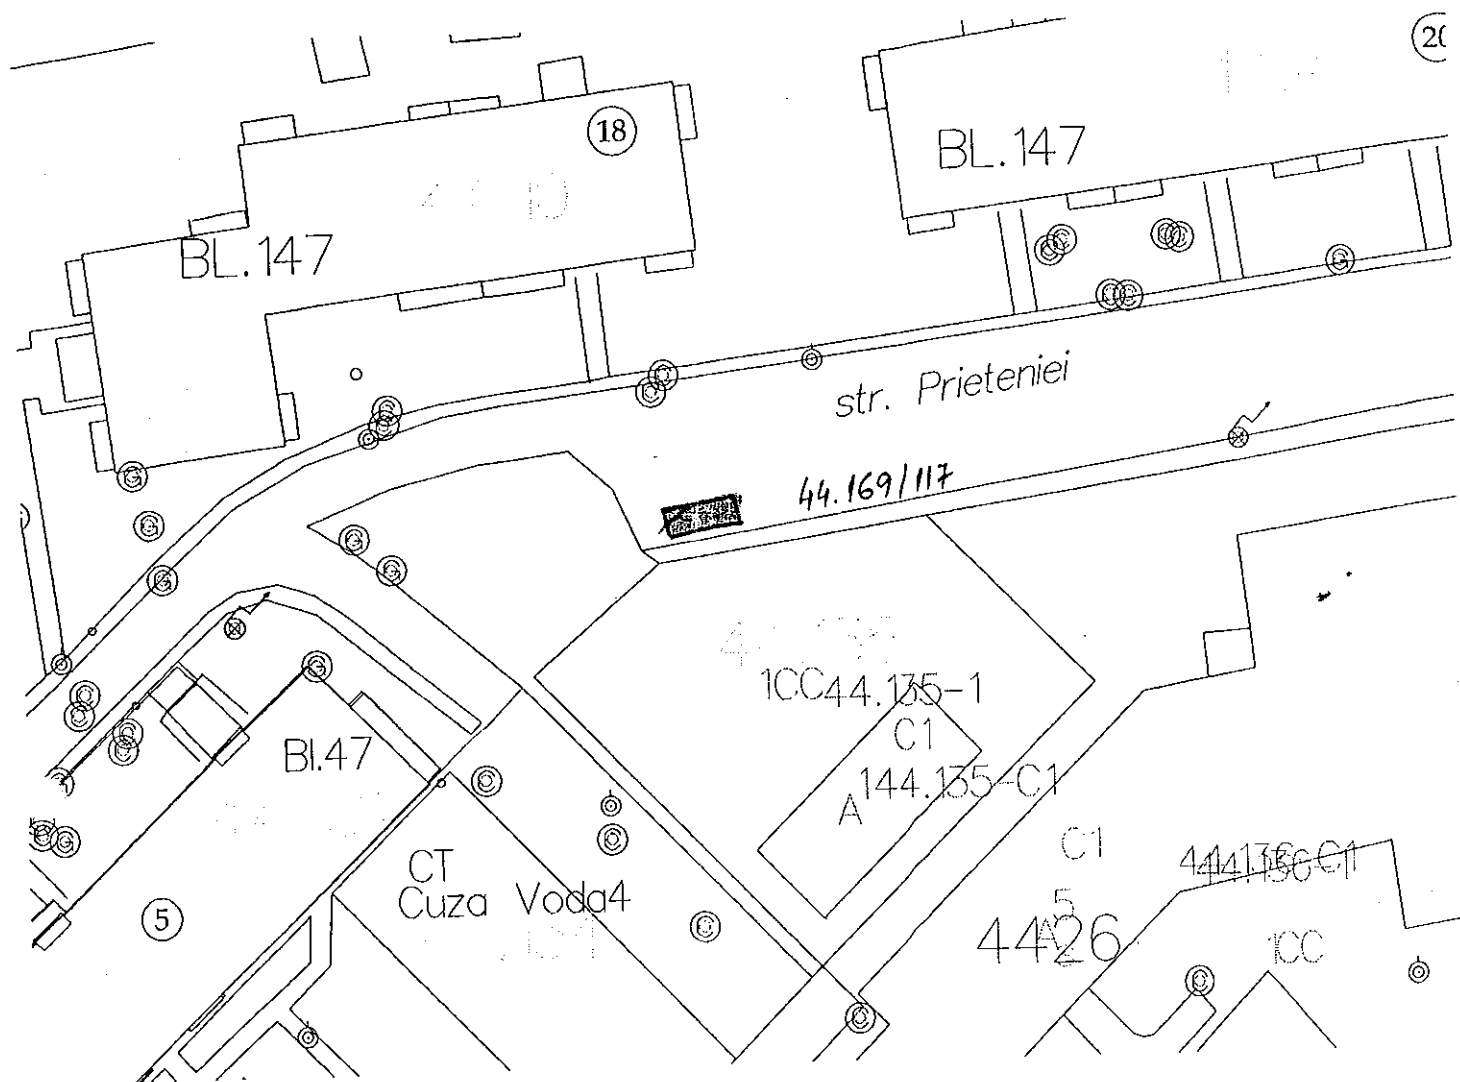 20
18
BL.147
BL.147
str. Prieteniei
44.169/117
1CC44.135-1
C1
Bl.47
144.135-C1
A
C1
CT
Cuza Voda4
5
5
4426
1CC